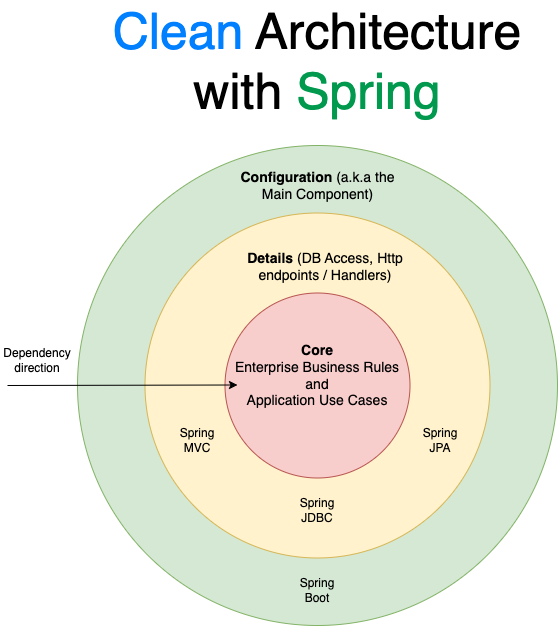 Clean Architecture
with Spring
Configuration (a.k.a the
Main Component)
Details (DB Access, Http
endpoints / Handlers)
Core
Enterprise Business Rules
and
Application Use Cases
Dependency
direction
Spring
MVC
Spring
JPA
Spring
JDBC
Spring
Boot